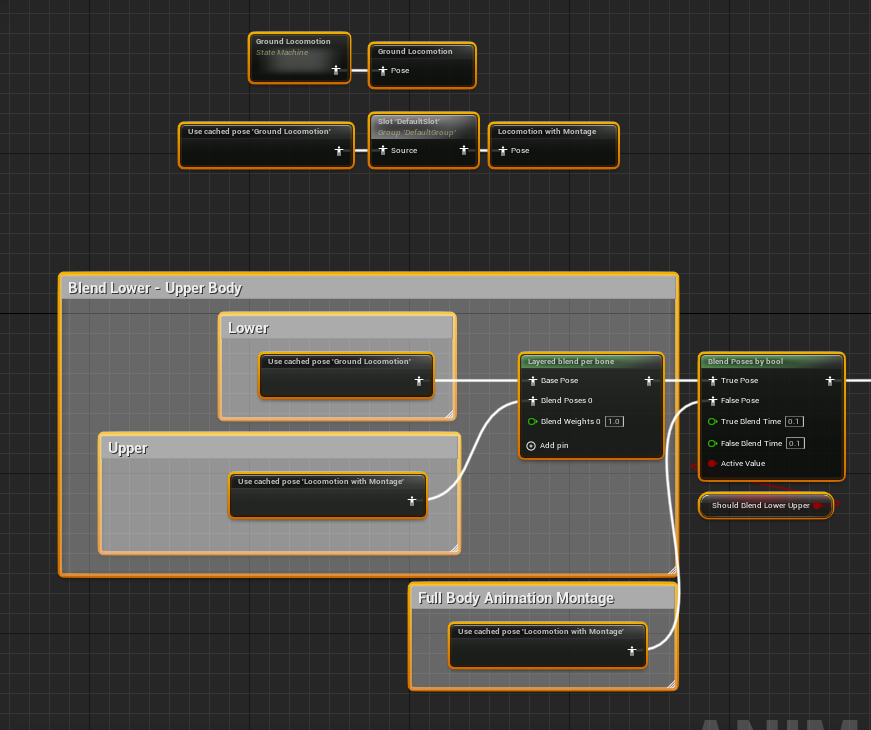 Ground Locomotion
State Machine
Ground Locomotion
Pose
Use cached pose 'Ground Locomotion'
Slot 'DefaultSlot'
Group 'DefaultGroup'
Source
Locomotion with Montage
Pose
Blend Lower - Upper Body
Lower
Use cached pose 'Ground Locomotion'
Upper
Use cached pose 'Locomotion with Montage'
Layered blend per bone
Base Pose
Blend Poses 0
Blend Weights 0 1.0
Add pin
Blend Poses by bool
True Pose
False Pose
True Blend Time 0.1
False Blend Time 0.1
Active Value
Should Blend Lower Upper
Full Body Animation Montage
Use cached pose 'Locomotion with Montage'
ANIM